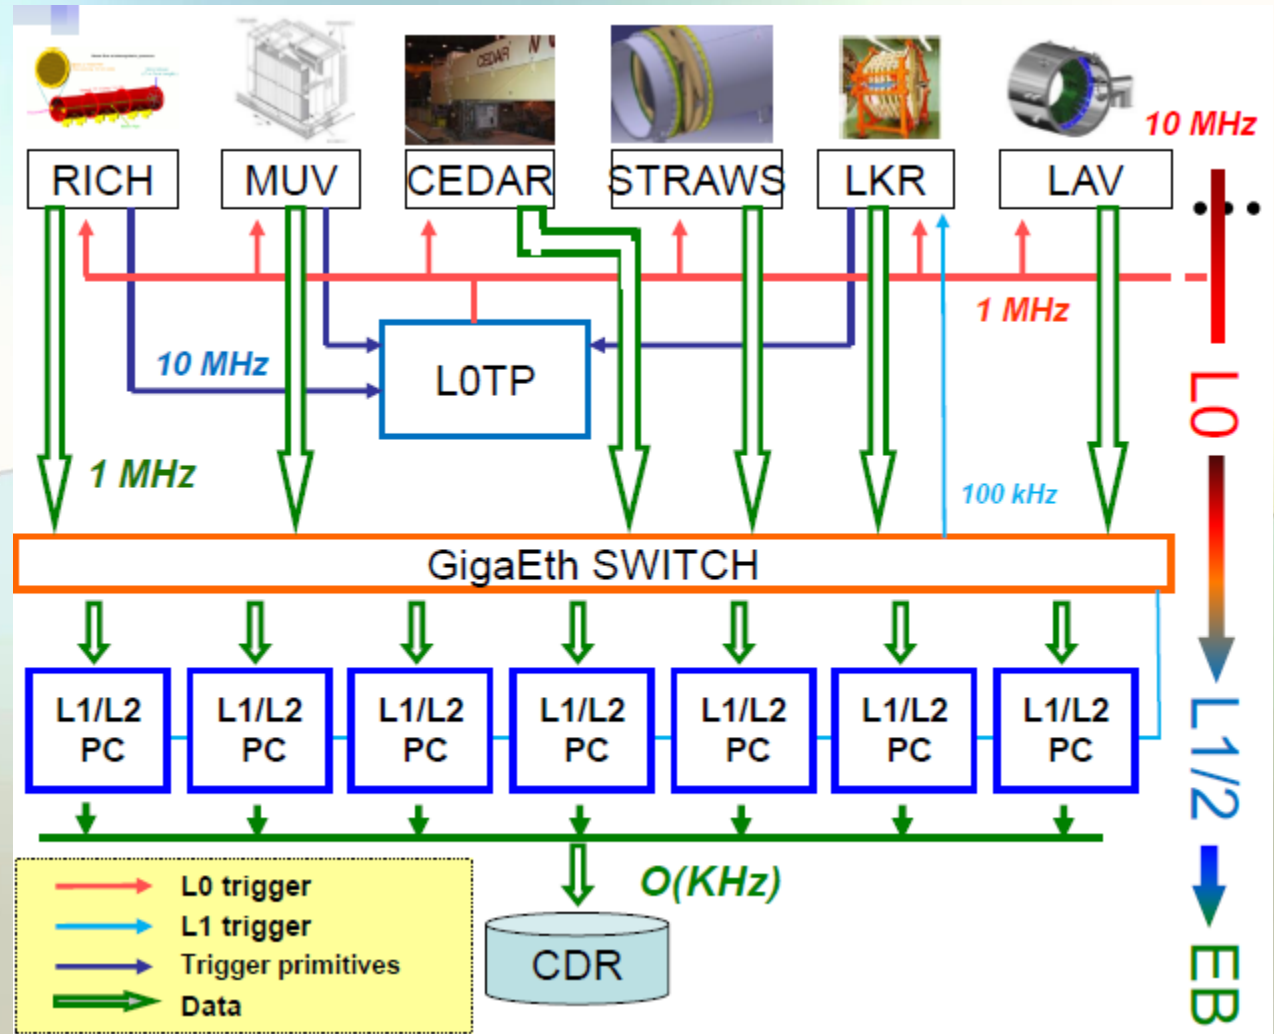 10 MHz
RICH
MUV
CEDAR
STRAWS
LKR
LAV
1 MHz
10 MHz
L0TP
L0
1 MHz
100 kHz
GigaEth SWITCH
L1/L2
PC
L1/L2
PC
L1/L2
PC
L1/L2
PC
L1/L2
PC
L1/L2
PC
L1/L2
PC
L1/2
O(KHz)
CDR
EB
L0 trigger
L1 trigger
Trigger primitives
Data
CEDAR